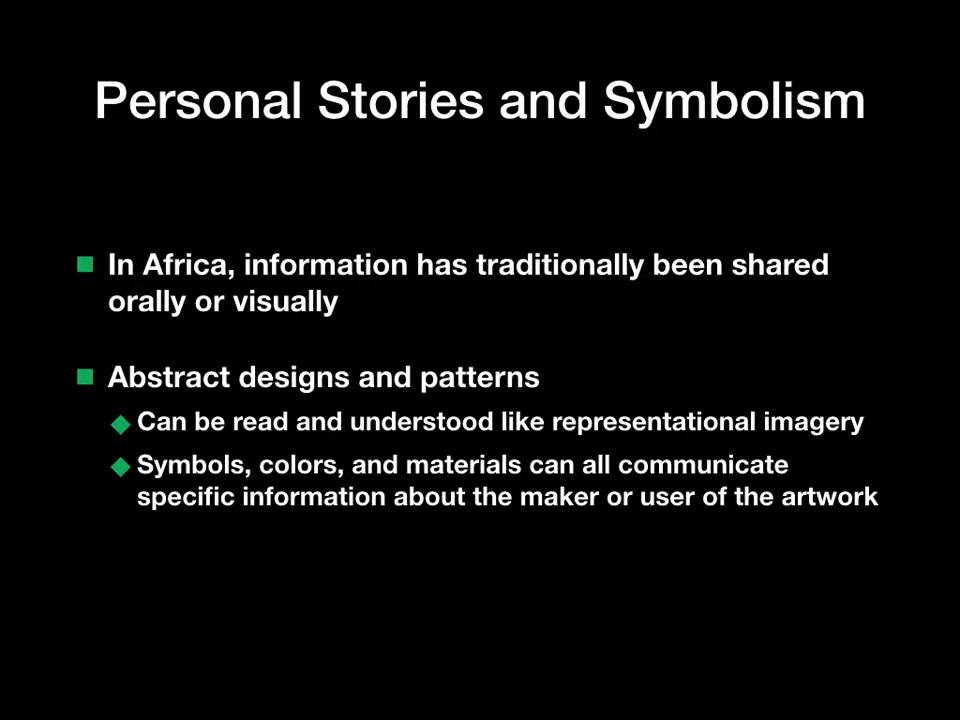 Personal Stories and Symbolism
In Africa, information has traditionally been shared
orally or visually
Abstract designs and patterns
Can be read and understood like representational imagery
Symbols, colors, and materials can all communicate
specific information about the maker or user of the artwork